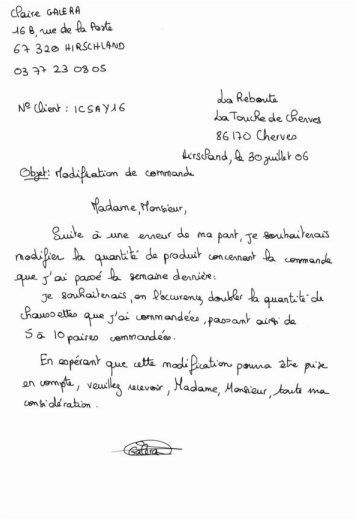 Claire GALERA
16 B, rue de la Poste
67 320 HIRSCHLAND
03 77 23 08 05
N° Client : ICSAY16
La Reboute
La Touche de Cherves
86170 Cherves
Hirschland, le 30 juillet 06
Objet : Modification de commande
Madame, Monsieur,
Suite à une erreur de ma part, je souhaiterais
modifier la quantité de produit concernant la commande
que j'ai passé la semaine dernière:
je souhaiterais, en l'occurence, doubler la quantité de
chaussettes que j'ai commandées, passant ainsi de
5 à 10 paires commandées.
En espérant que cette modification pourra être prise
en compte, veuillez recevoir, Madame, Monsieur, toute ma
considération.
Galera